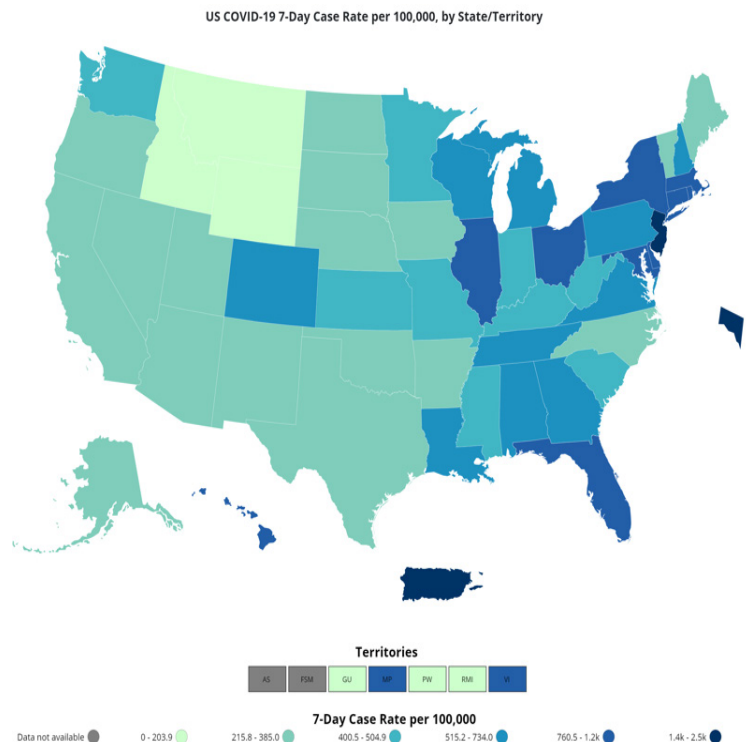 US COVID-19 7-Day Case Rate per 100,000, by State/Territory
Territories
AS FSM GU MP PW RMI VI
7-Day Case Rate per 100,000
Data not available 0 - 203.9 215.8 - 385.0 400.5 - 504.9 515.2 - 734.0 760.5 - 1.2k 1.4k - 2.5k